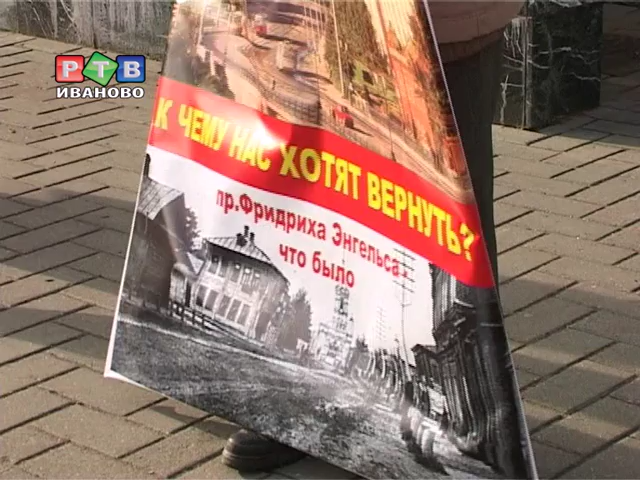 РТВ
ИВАНОВО
К ЧЕМУ НАС ХОТЯТ ВЕРНУТЬ?
пр.Фридриха Энгельса
что было